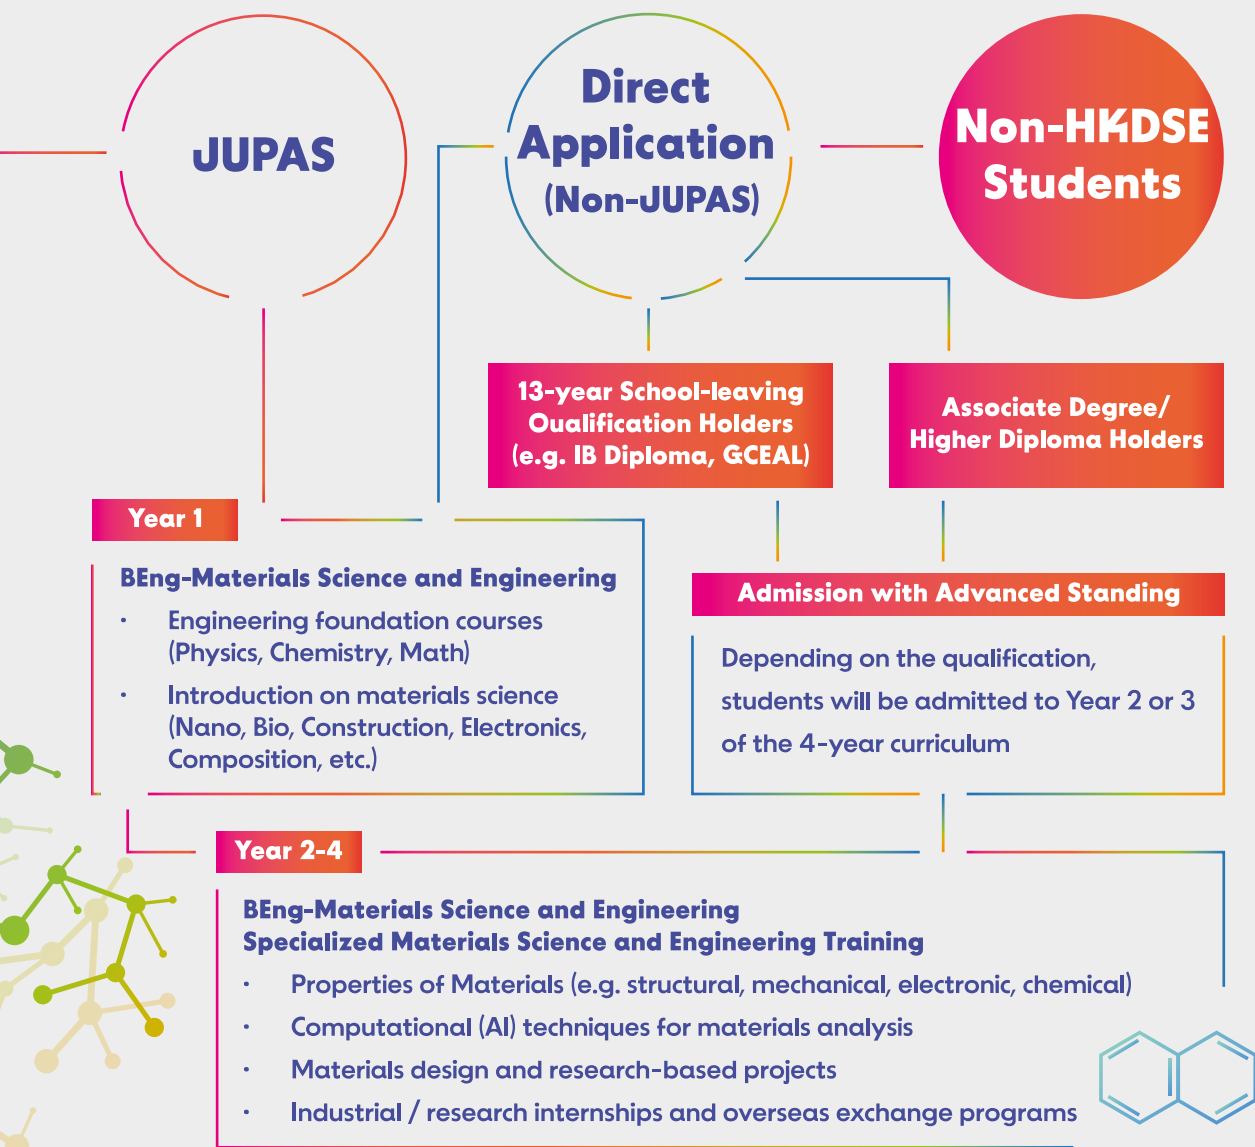 JUPAS
Direct
Application
(Non-JUPAS)
Non-HKDSE
Students
13-year School-leaving
Qualification Holders
(e.g. IB Diploma, GCEAL)
Associate Degree/
Higher Diploma Holders
Year 1
BEng-Materials Science and Engineering
• Engineering foundation courses
(Physics, Chemistry, Math)
• Introduction on materials science
(Nano, Bio, Construction, Electronics,
Composition, etc.)
Admission with Advanced Standing
Depending on the qualification,
students will be admitted to Year 2 or 3
of the 4-year curriculum
Year 2-4
BEng-Materials Science and Engineering
Specialized Materials Science and Engineering Training
• Properties of Materials (e.g. structural, mechanical, electronic, chemical)
• Computational (AI) techniques for materials analysis
• Materials design and research-based projects
• Industrial / research internships and overseas exchange programs